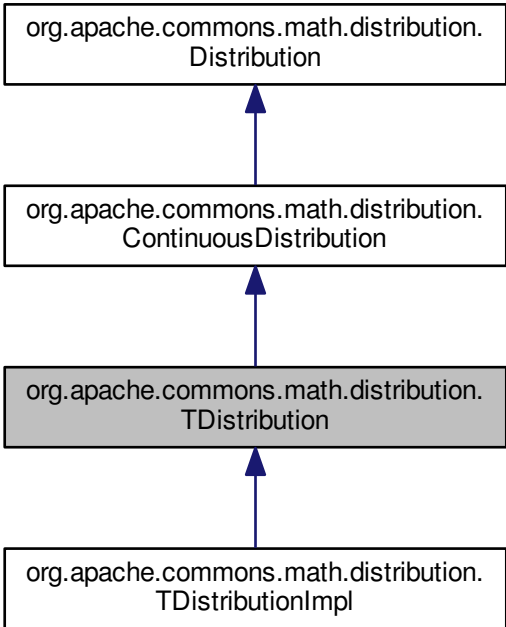 org.apache.commons.math.distribution.
Distribution
org.apache.commons.math.distribution.
ContinuousDistribution
org.apache.commons.math.distribution.
TDistribution
org.apache.commons.math.distribution.
TDistributionImpl